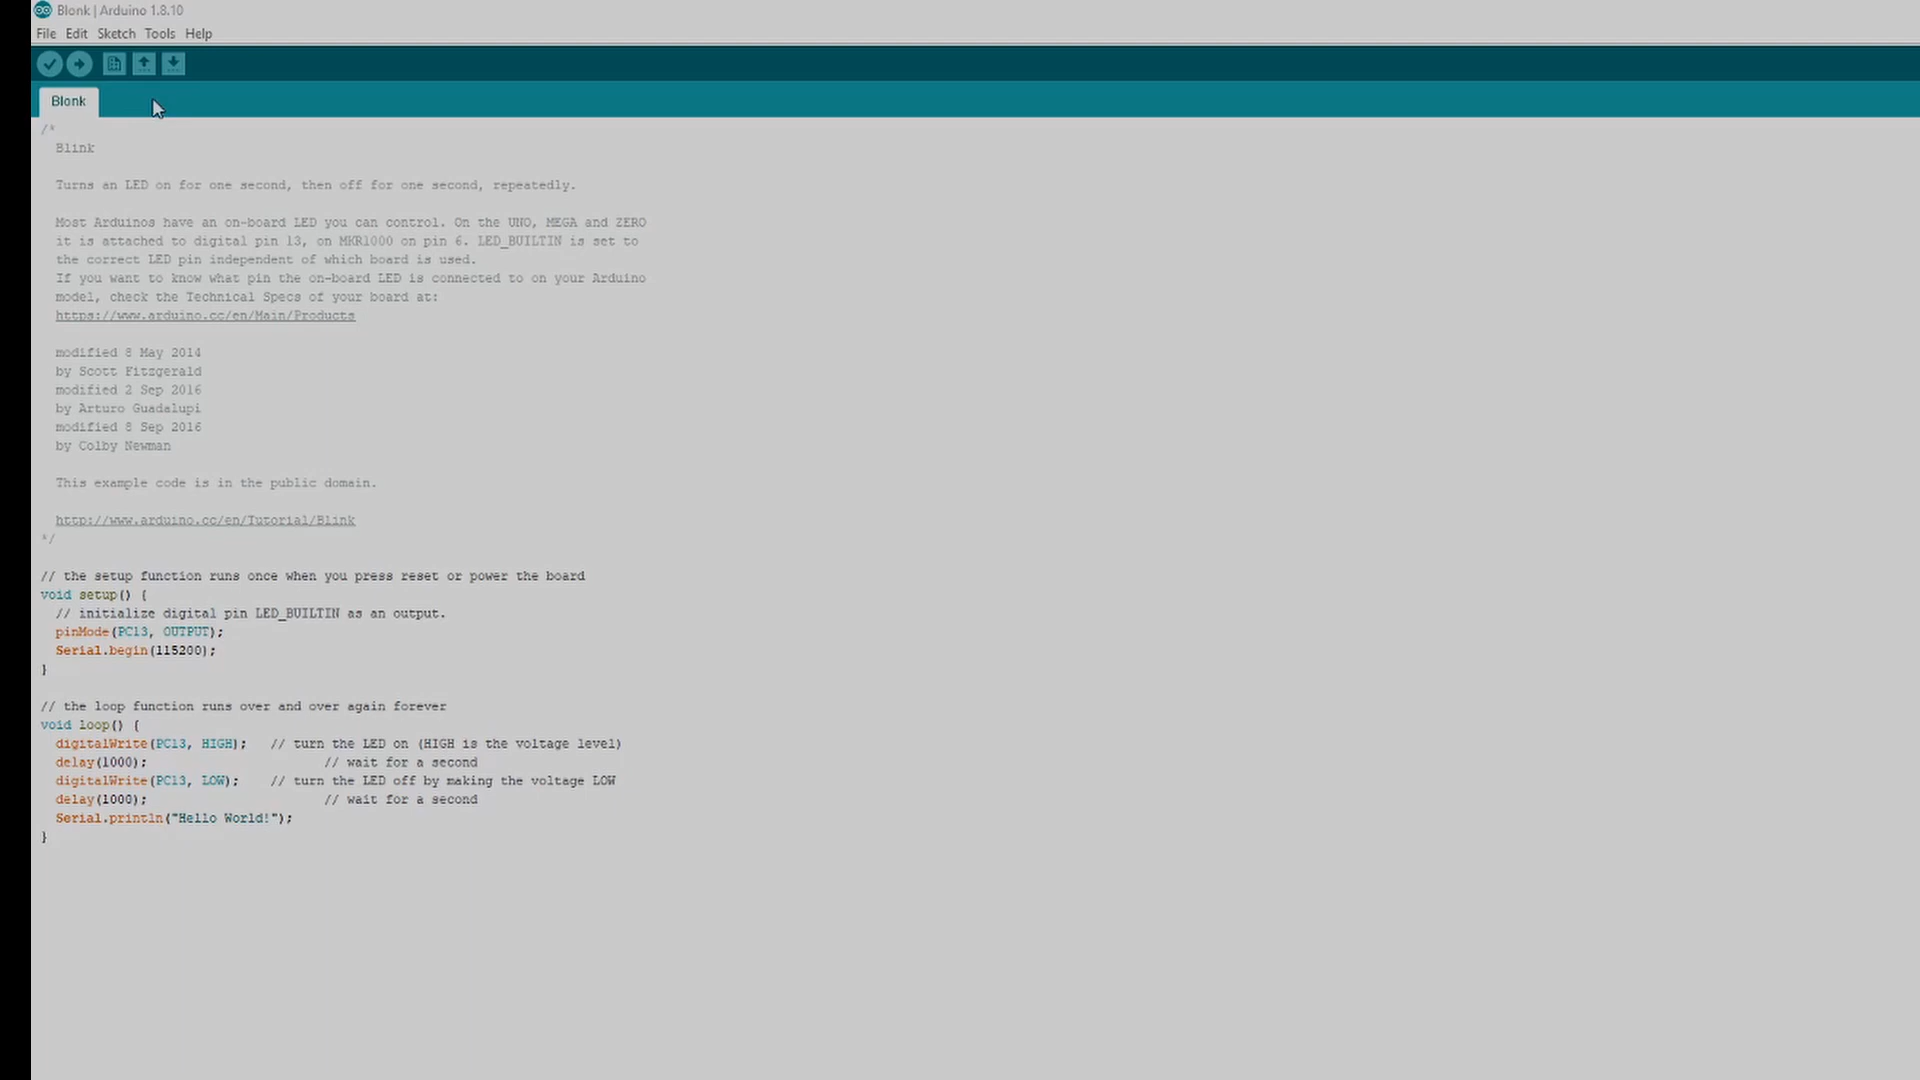 Blonk | Arduino 1.8.10
File Edit Sketch Tools Help
Blonk
/*
Blink
Turns an LED on for one second, then off for one second, repeatedly.
Most Arduinos have an on-board LED you can control. On the UNO, MEGA and ZERO
it is attached to digital pin 13, on MKR1000 on pin 6. LED_BUILTIN is set to
the correct LED pin independent of which board is used.
If you want to know what pin the on-board LED is connected to on your Arduino
model, check the Technical Specs of your board at:
https://www.arduino.cc/en/Main/Products
modified 8 May 2014
by Scott Fitzgerald
modified 2 Sep 2016
by Arturo Guadalupi
modified 8 Sep 2016
by Colby Newman
This example code is in the public domain.
http://www.arduino.cc/en/Tutorial/Blink
*/
// the setup function runs once when you press reset or power the board
void setup() {
// initialize digital pin LED_BUILTIN as an output.
pinMode(PC13, OUTPUT);
Serial.begin(115200);
}
// the loop function runs over and over again forever
void loop() {
digitalWrite(PC13, HIGH); // turn the LED on (HIGH is the voltage level)
delay(1000); // wait for a second
digitalWrite(PC13, LOW); // turn the LED off by making the voltage LOW
delay(1000); // wait for a second
Serial.println("Hello World!");
}